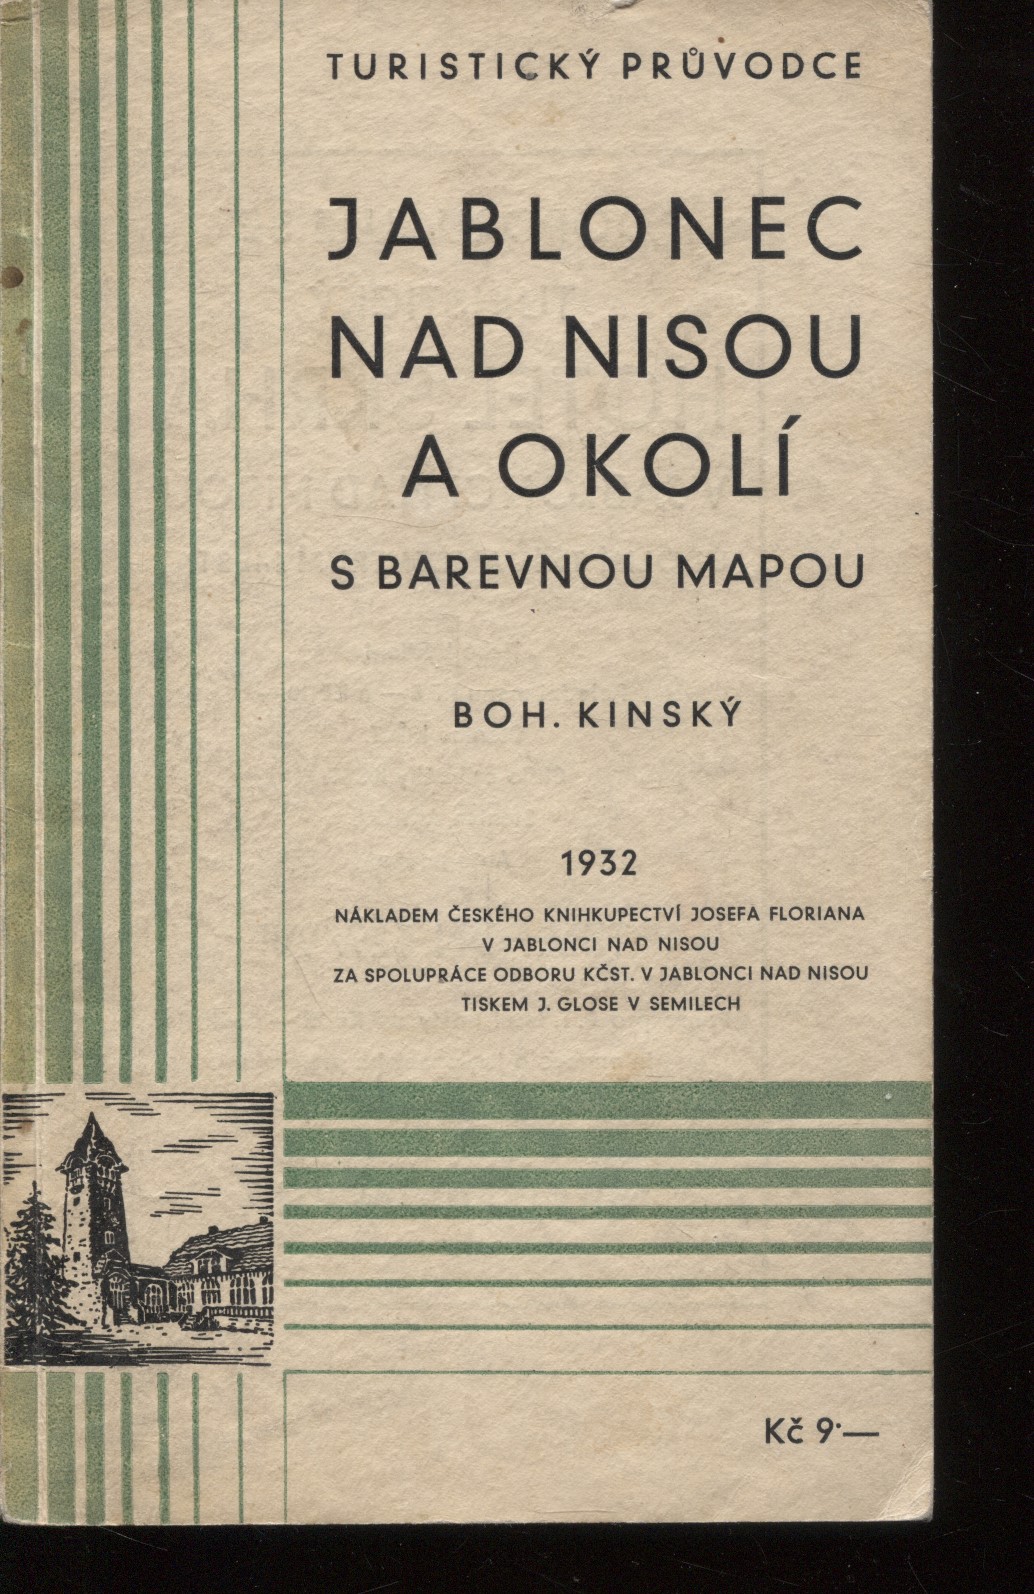 TURISTICKÝ PRŮVODCE
JABLONEC
NAD NISOU
A OKOLÍ
S BAREVNOU MAPOU
BOH. KINSKÝ
1932
NÁKLADEM ČESKÉHO KNIHKUPECTVÍ JOSEFA FLORIANA
V JABLONCI NAD NISOU
ZA SPOLUPRÁCE ODBORU KČST. V JABLONCI NAD NISOU
TISKEM J. GLOSE V SEMILECH
Kč 9·—